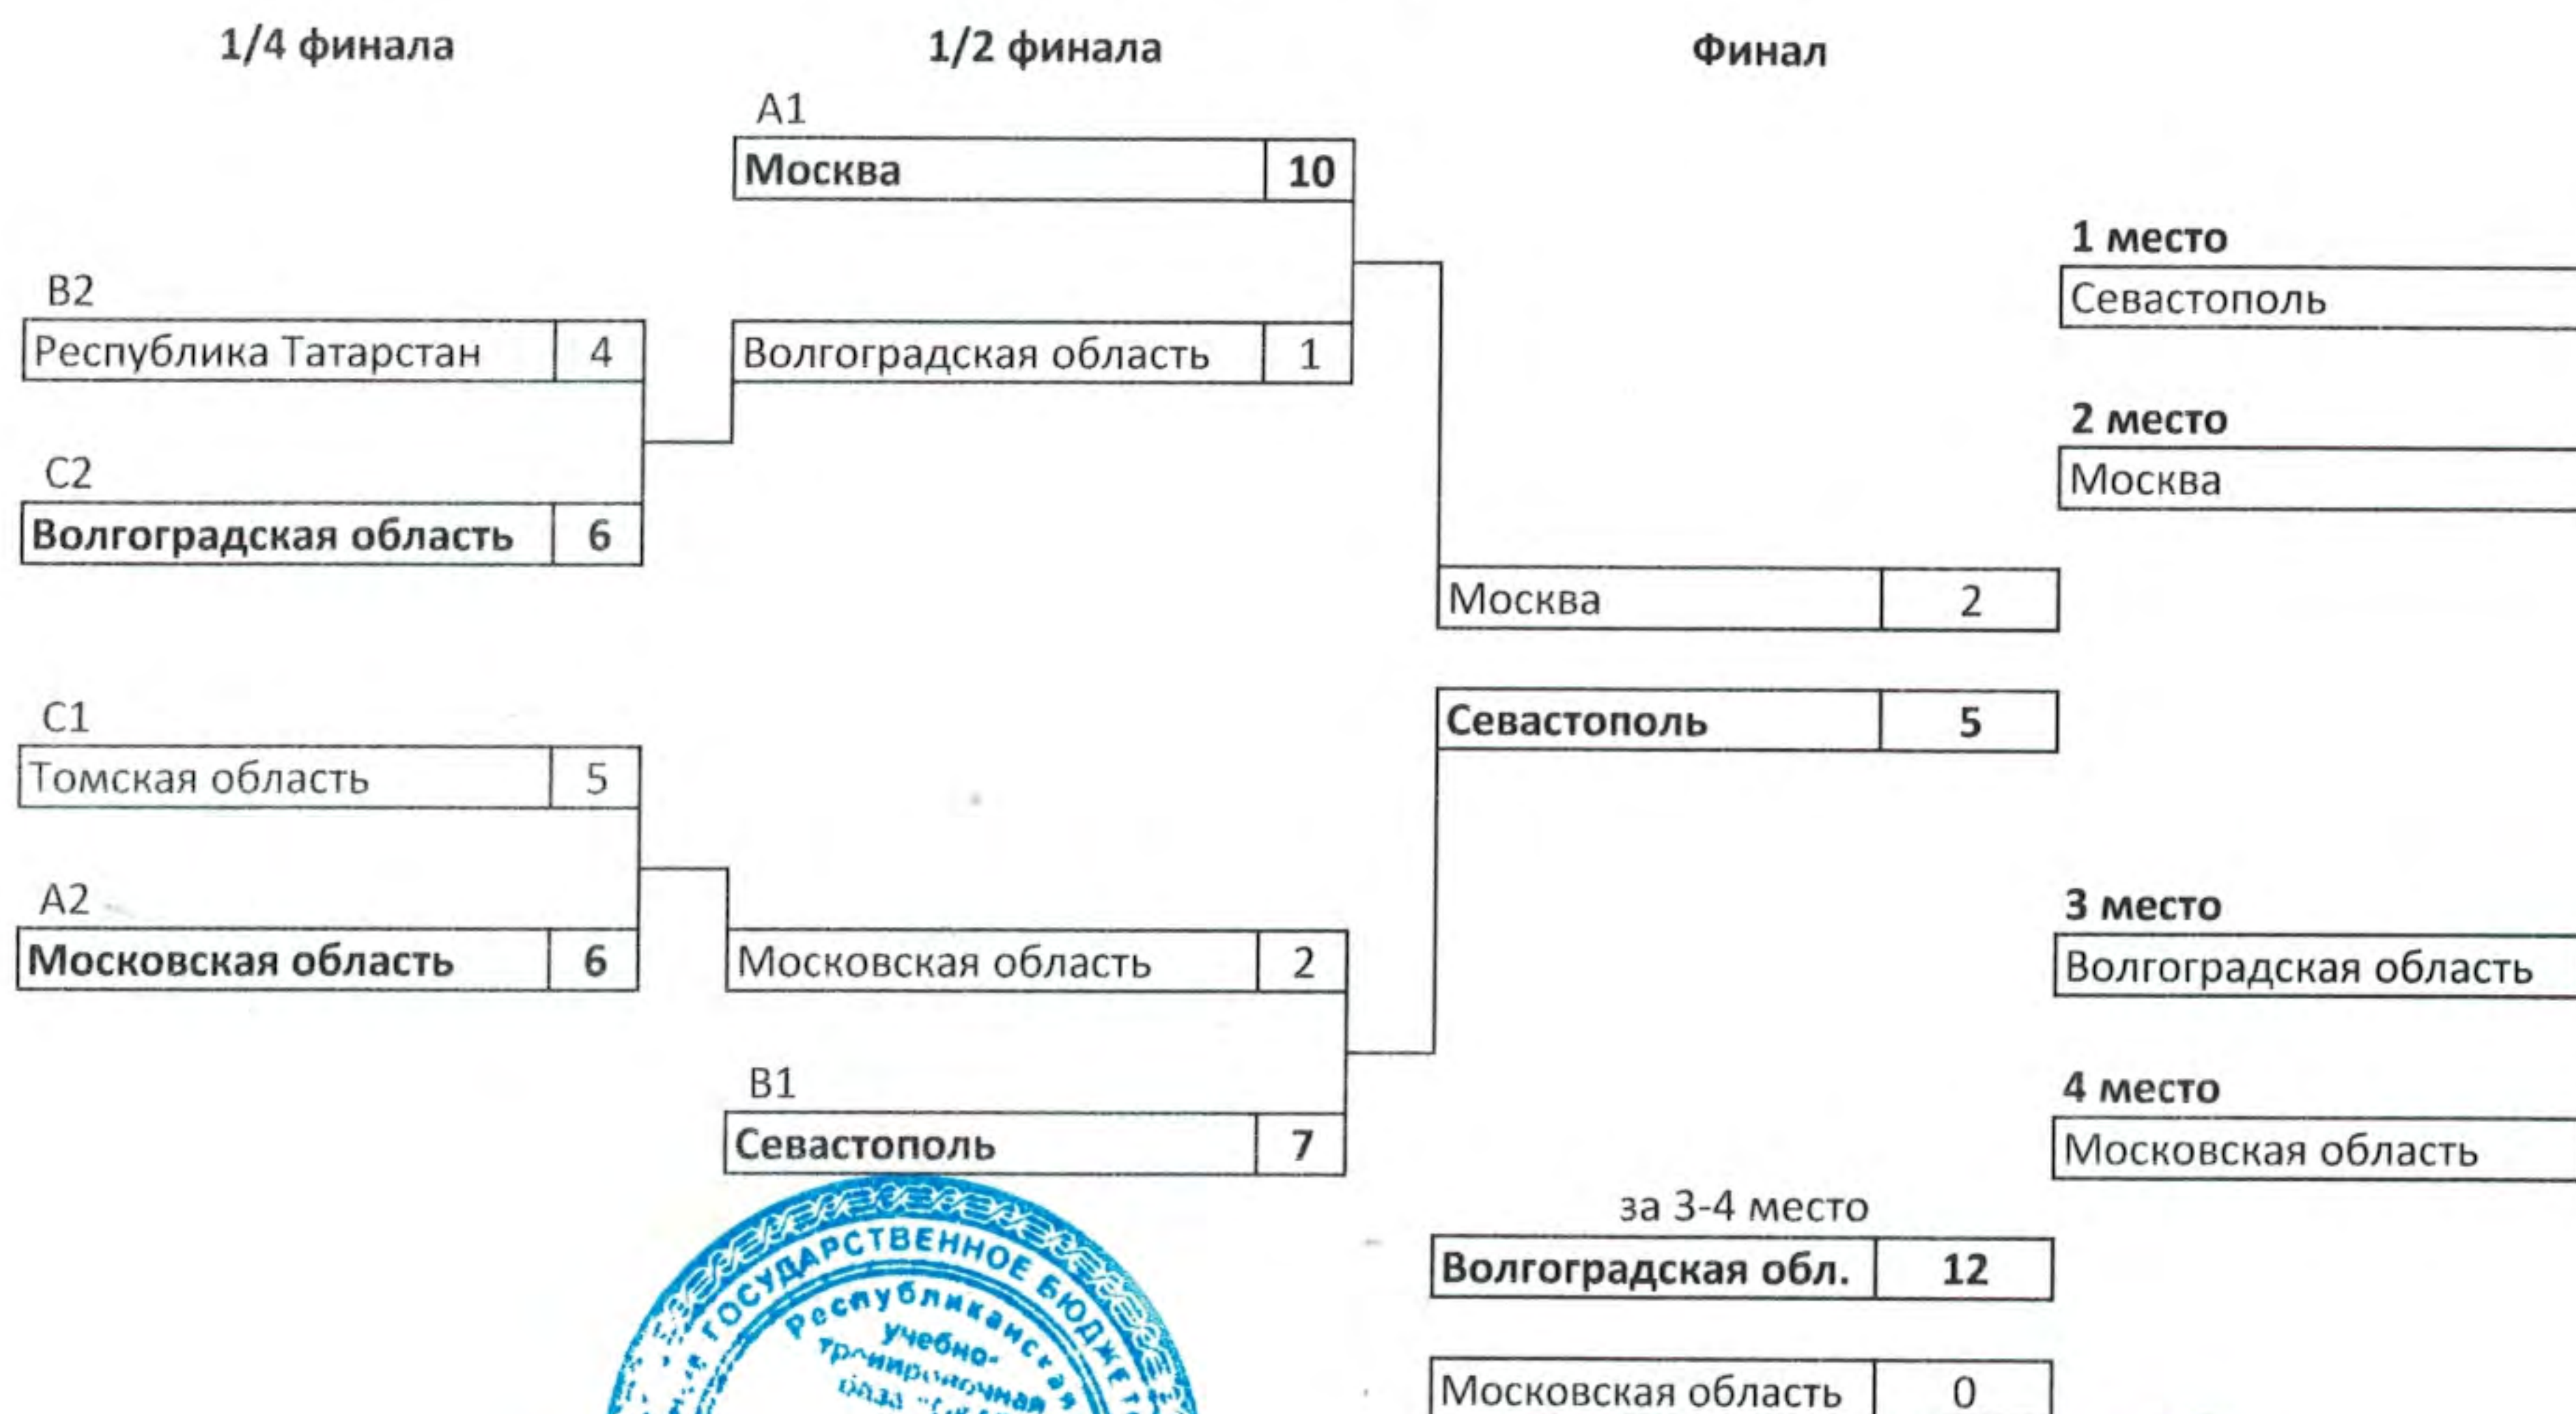 1/4 финала
1/2 финала
Финал
A1
Москва 10
1 место
B2
Севастополь
Республика Татарстан 4
Волгоградская область 1
2 место
C2
Москва
Волгоградская область 6
Москва 2
C1
Севастополь 5
Томская область 5
A2
3 место
Московская область 6
Московская область 2
Волгоградская область
B1
4 место
Севастополь 7
Московская область
за 3-4 место
Волгоградская обл. 12
Московская область 0
ГОСУДАРСТВЕННОЕ
Республиканская
учебно-
тренировочная